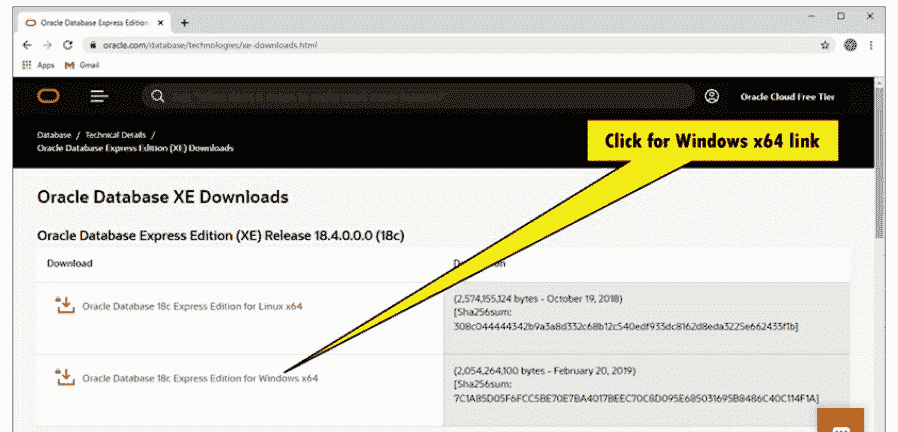 Oracle Database Express Edition
oracle.com/database/technologies/xe-downloads.html
Apps Gmail
Oracle Cloud Free Tier
Database / Technical Details /
Oracle Database Express Edition (XE) Downloads
Click for Windows x64 link
Oracle Database XE Downloads
Oracle Database Express Edition (XE) Release 18.4.0.0.0 (18c)
Download
Oracle Database 18c Express Edition for Linux x64
(2,574,155,124 bytes - October 19, 2018)
[Sha256sum:
308c044444342b9a3a8d332c68b12c540edf933dc8162d8eda3225e662433f1b]
Oracle Database 18c Express Edition for Windows x64
(2,054,264,100 bytes - February 20, 2019)
[Sha256sum:
7C1A85D05F6FCC5BE70E7BA4017BEEC70C8D095E685031695B8486C40C114F1A]